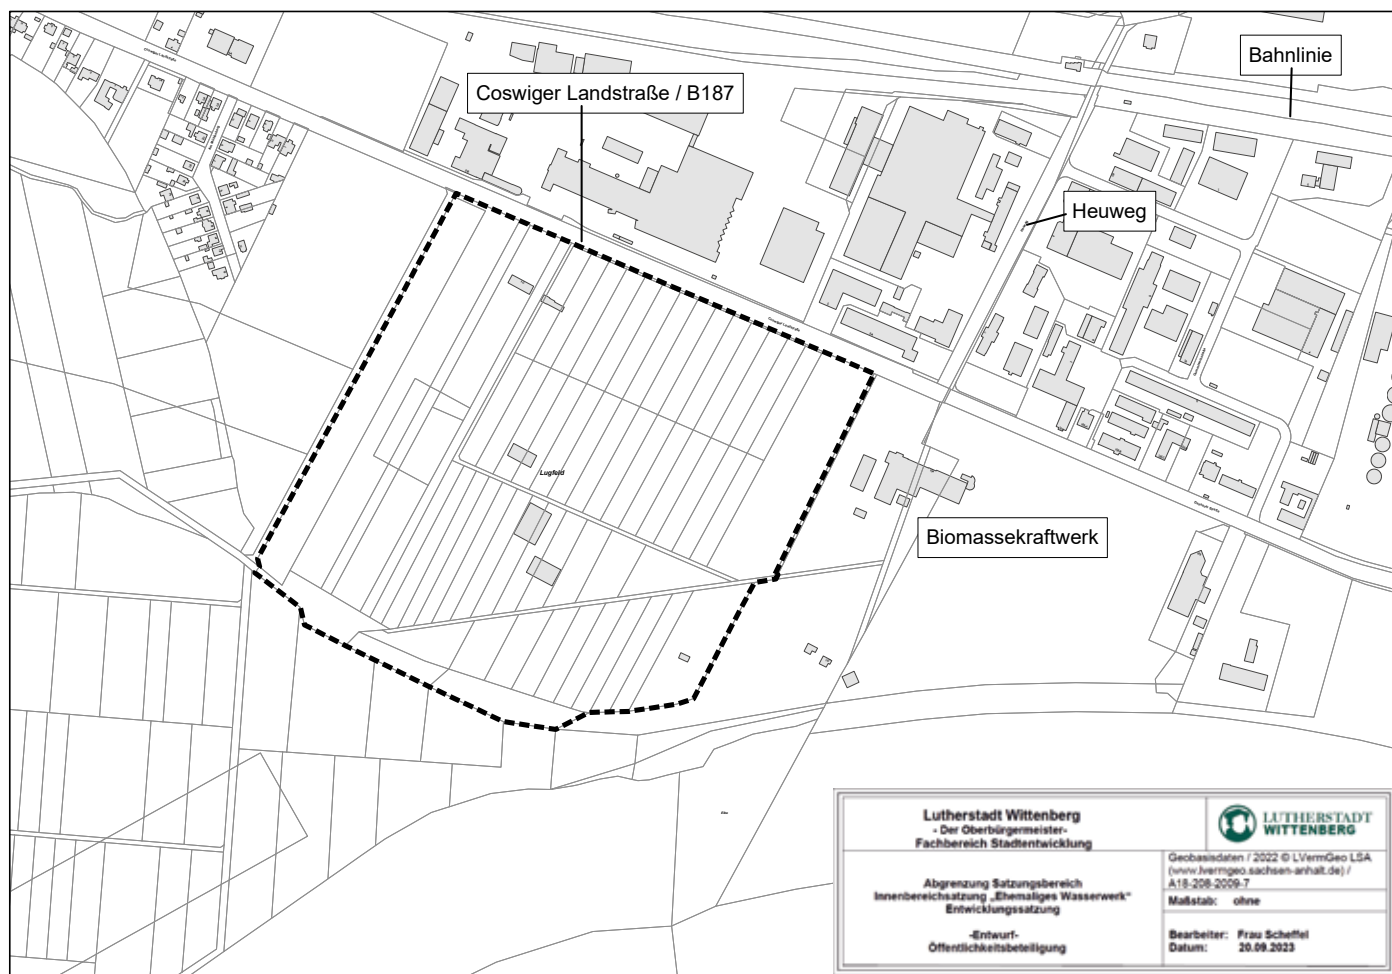 Bahnlinie
Coswiger Landstraße / B187
Heuweg
Lugfeld
Biomassekraftwerk
Lutherstadt Wittenberg
- Der Oberbürgermeister-
Fachbereich Stadtentwicklung
LUTHERSTADT
WITTENBERG
Abgrenzung Satzungsbereich
Innenbereichsatzung „Ehemaliges Wasserwerk"
Entwicklungssatzung
-Entwurf-
Öffentlichkeitsbeteiligung
Geobasisdaten / 2022 © LVermGeo LSA
(www.lvermgeo.sachsen-anhalt.de) /
A18-208-2009-7
Maßstab: ohne
Bearbeiter: Frau Scheffel
Datum: 20.09.2023